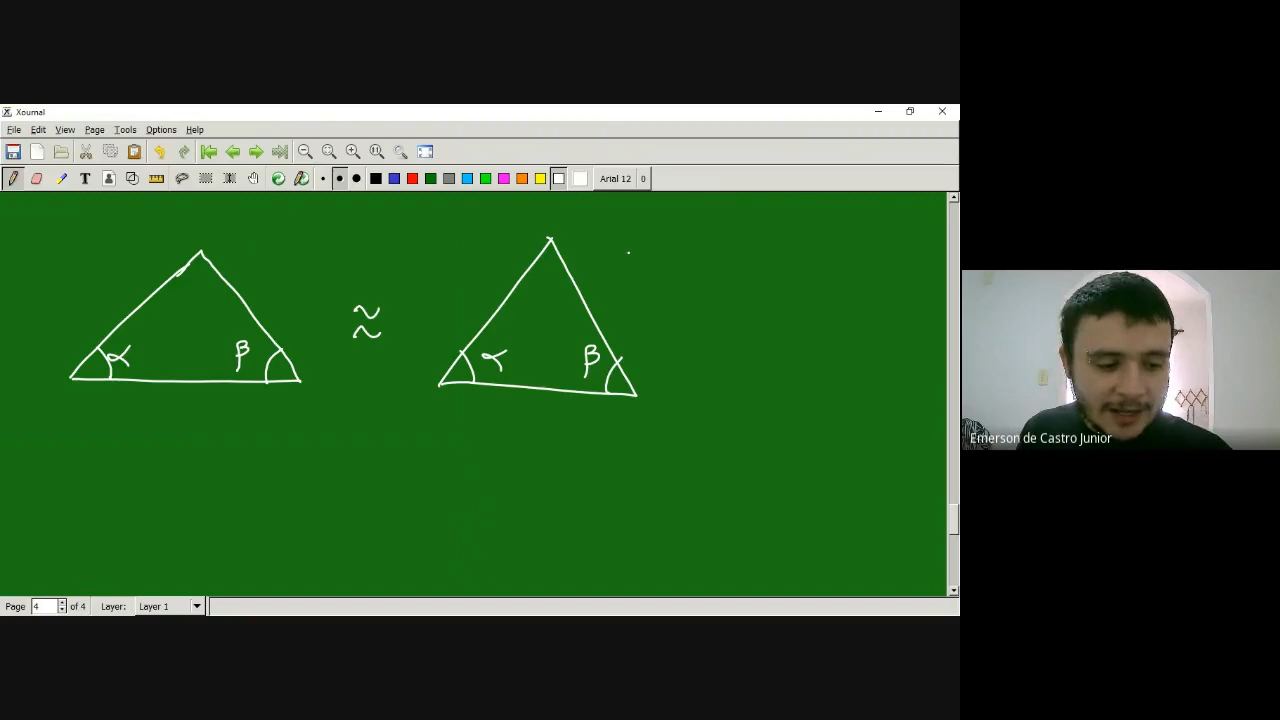 Xournal
File Edit View Page Tools Options Help
T Arial 12 0
α β ≈ α β
Emerson de Castro Junior
Page 4 of 4 Layer: Layer 1